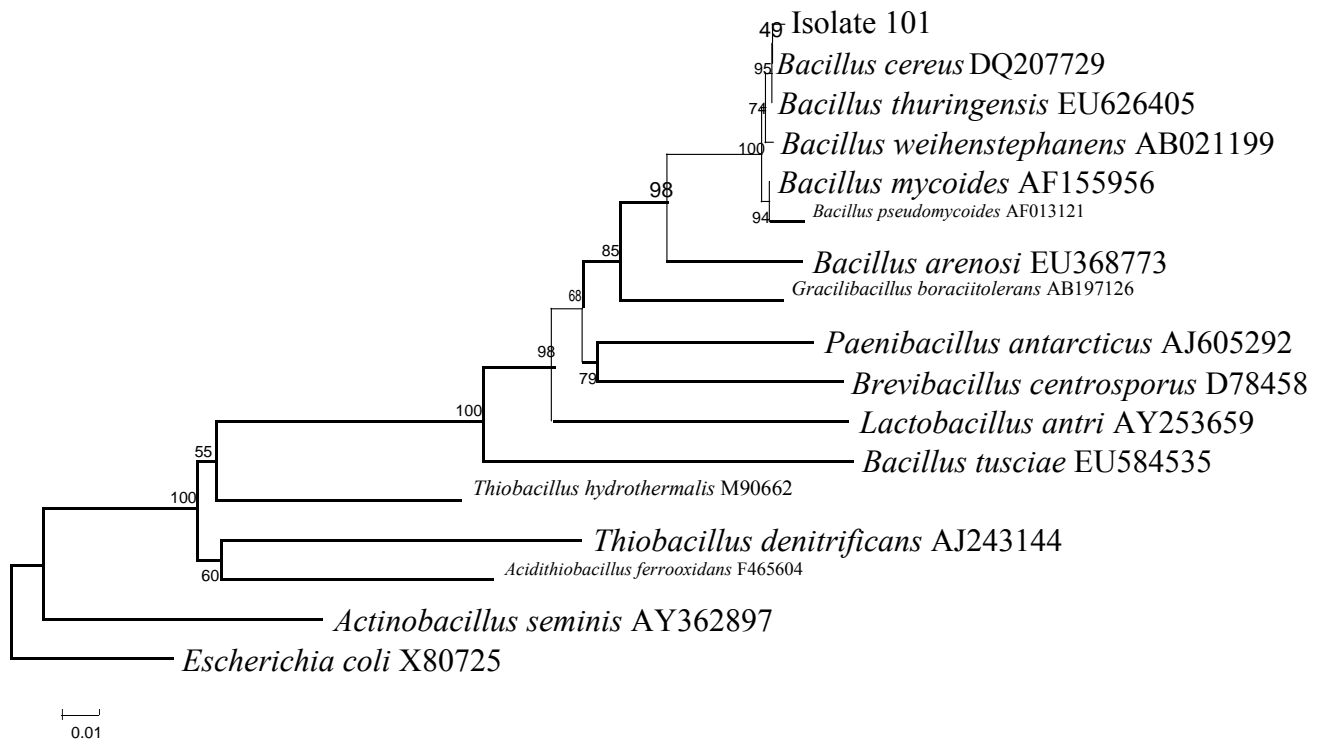 49 Isolate 101
95 Bacillus cereus DQ207729
74 Bacillus thuringensis EU626405
100 Bacillus weihenstephanens AB021199
98 Bacillus mycoides AF155956
94 Bacillus pseudomycoides AF013121
85 Bacillus arenosi EU368773
68 Gracilibacillus boraciitolerans AB197126
98 Paenibacillus antarcticus AJ605292
79 Brevibacillus centrosporus D78458
100 Lactobacillus antri AY253659
55 Bacillus tusciae EU584535
100 Thiobacillus hydrothermalis M90662
Thiobacillus denitrificans AJ243144
60 Acidithiobacillus ferrooxidans F465604
Actinobacillus seminis AY362897
Escherichia coli X80725
0.01